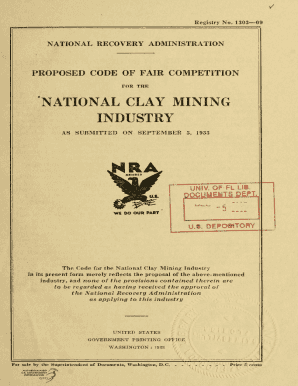 Registry No. 1203—09
NATIONAL RECOVERY ADMINISTRATION
PROPOSED CODE OF FAIR COMPETITION
FOR THE
NATIONAL CLAY MINING
INDUSTRY
AS SUBMITTED ON SEPTEMBER 5, 1933
NRA
MEMBER
U.S.
WE DO OUR PART
UNIV. OF FL LIB.
DOCUMENTS DEPT.
5
U.S. DEPOSITORY
The Code for the National Clay Mining Industry
in its present form merely reflects the proposal of the above-mentioned
industry, and none of the provisions contained therein are
to be regarded as having received the approval of
the National Recovery Administration
as applying to this industry
UNITED STATES
GOVERNMENT PRINTING OFFICE
WASHINGTON : 1933
For sale by the Superintendent of Documents, Washington, D.C. - - - - - - Price 5 cents